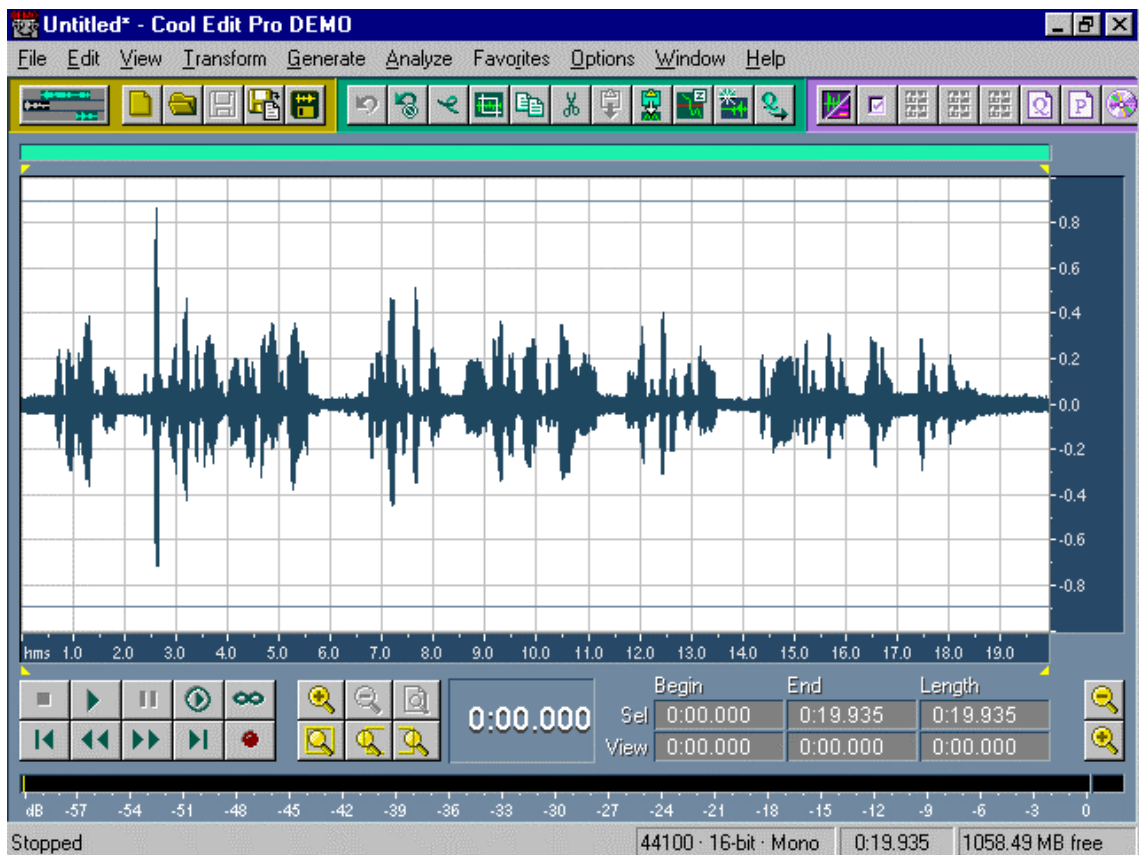 Untitled* - Cool Edit Pro DEMO
File Edit View Transform Generate Analyze Favorites Options Window Help
Z
Q P
0.8
0.6
0.4
0.2
0.0
-0.2
-0.4
-0.6
-0.8
hms 1.0 2.0 3.0 4.0 5.0 6.0 7.0 8.0 9.0 10.0 11.0 12.0 13.0 14.0 15.0 16.0 17.0 18.0 19.0
Begin End Length
0:00.000
Sel 0:00.000 0:19.935 0:19.935
View 0:00.000 0:00.000 0:00.000
dB -57 -54 -51 -48 -45 -42 -39 -36 -33 -30 -27 -24 -21 -18 -15 -12 -9 -6 -3 0
Stopped 44100 · 16-bit · Mono 0:19.935 1058.49 MB free